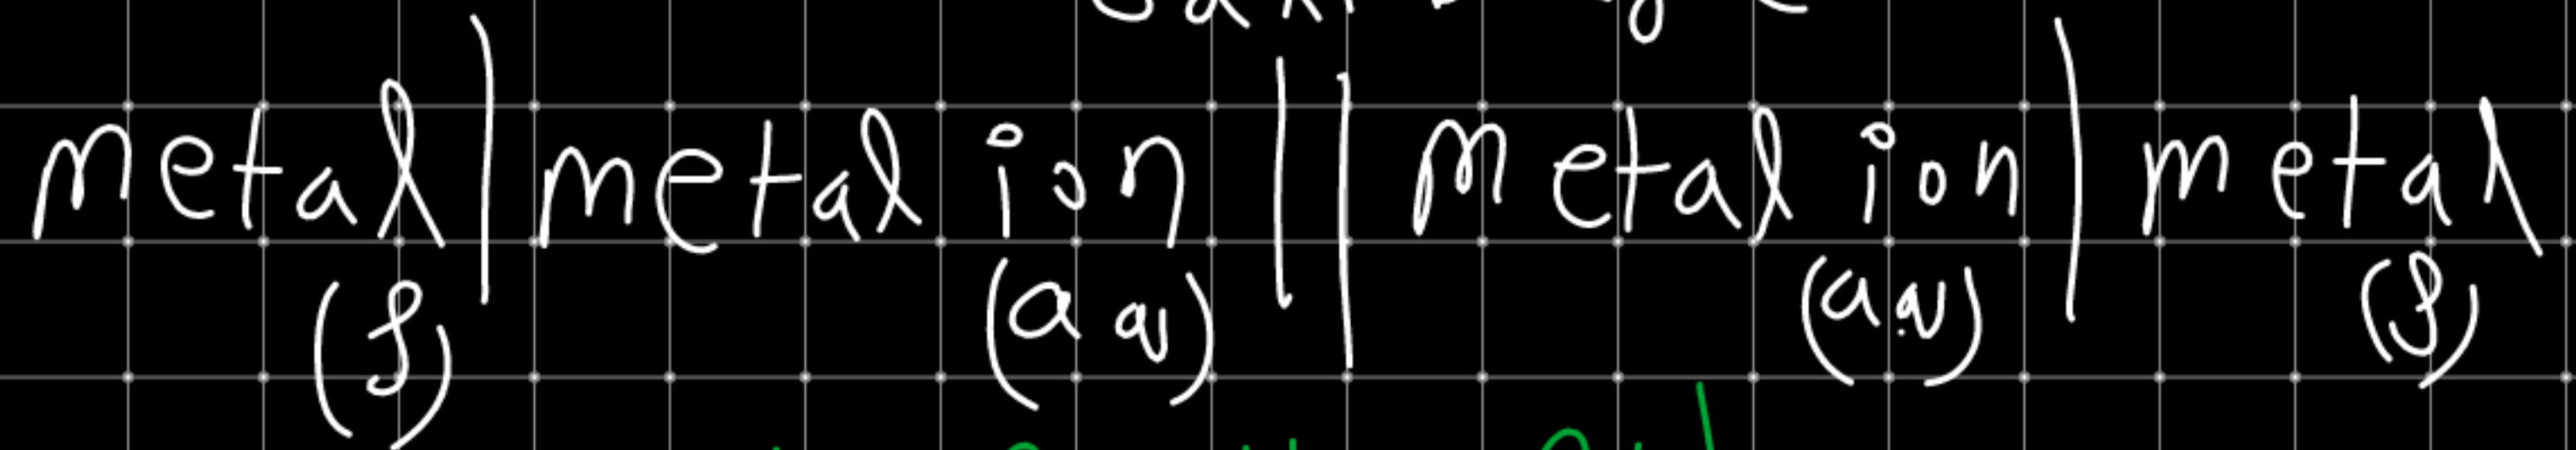 metal | metal ion || metal ion | metal
(s) (aq) (aq) (s)